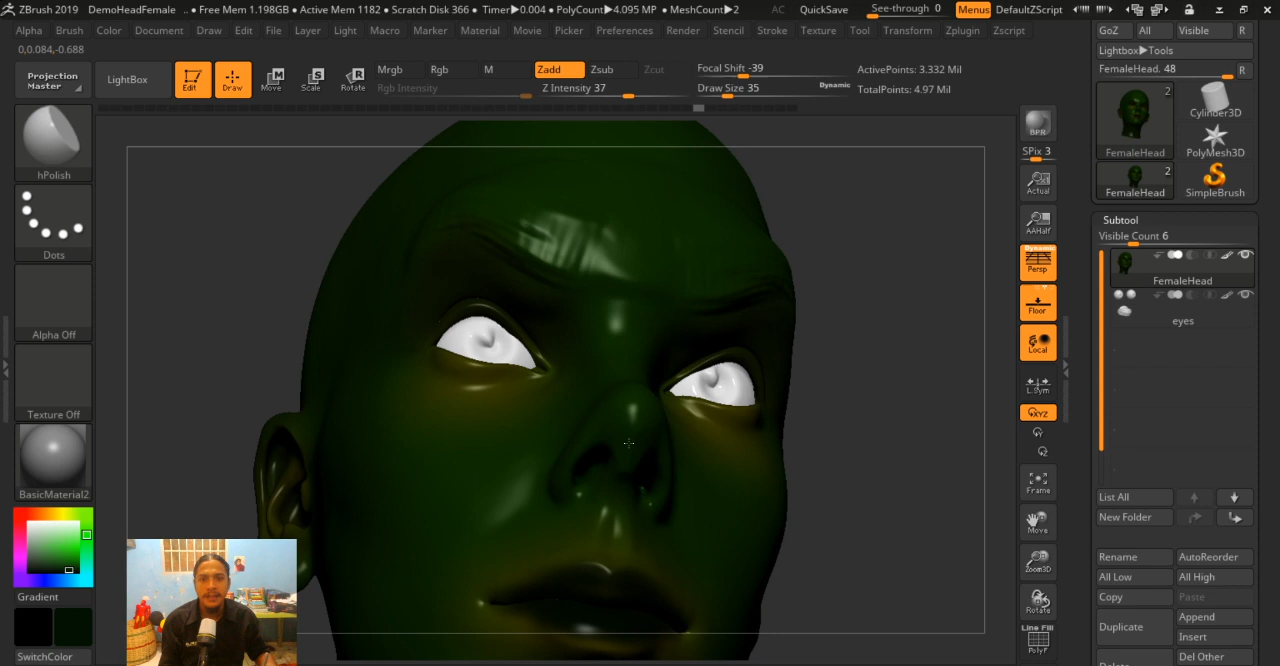 ZBrush 2019 DemoHeadFemale .. • Free Mem 1.198GB • Active Mem 1182 • Scratch Disk 366 • Timer▶0.004 • PolyCount▶4.095 MP • MeshCount▶2 AC QuickSave See-through 0 Menus DefaultZScript
Alpha Brush Color Document Draw Edit File Layer Light Macro Marker Material Movie Picker Preferences Render Stencil Stroke Texture Tool Transform Zplugin Zscript
0,0.084,-0.688
Projection Master
LightBox
Edit
Draw
Move
Scale
Rotate
Mrgb Rgb M
Rgb Intensity
Zadd Zsub Zcut
Z Intensity 37
Focal Shift -39
Draw Size 35
Dynamic
ActivePoints: 3.332 Mil
TotalPoints: 4.97 Mil
hPolish
Dots
Alpha Off
Texture Off
BasicMaterial2
Gradient
SwitchColor
BPR
SPix 3
Actual
AAHalf
Dynamic
Persp
Floor
Local
L.Sym
XYZ
Y
Z
Frame
Move
Zoom3D
Rotate
Line Fill
PolyF
GoZ All Visible R
Lightbox▶Tools
FemaleHead. 48 R
2
FemaleHead
Cylinder3D
PolyMesh3D
2
FemaleHead
SimpleBrush
Subtool
Visible Count 6
FemaleHead
eyes
List All
New Folder
Rename AutoReorder
All Low All High
Copy Paste
Duplicate
Append
Insert
Del Other